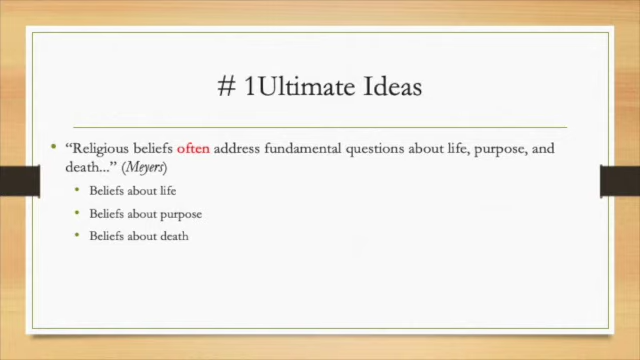 # 1Ultimate Ideas
• “Religious beliefs often address fundamental questions about life, purpose, and
death...” (Meyers)
• Beliefs about life
• Beliefs about purpose
• Beliefs about death